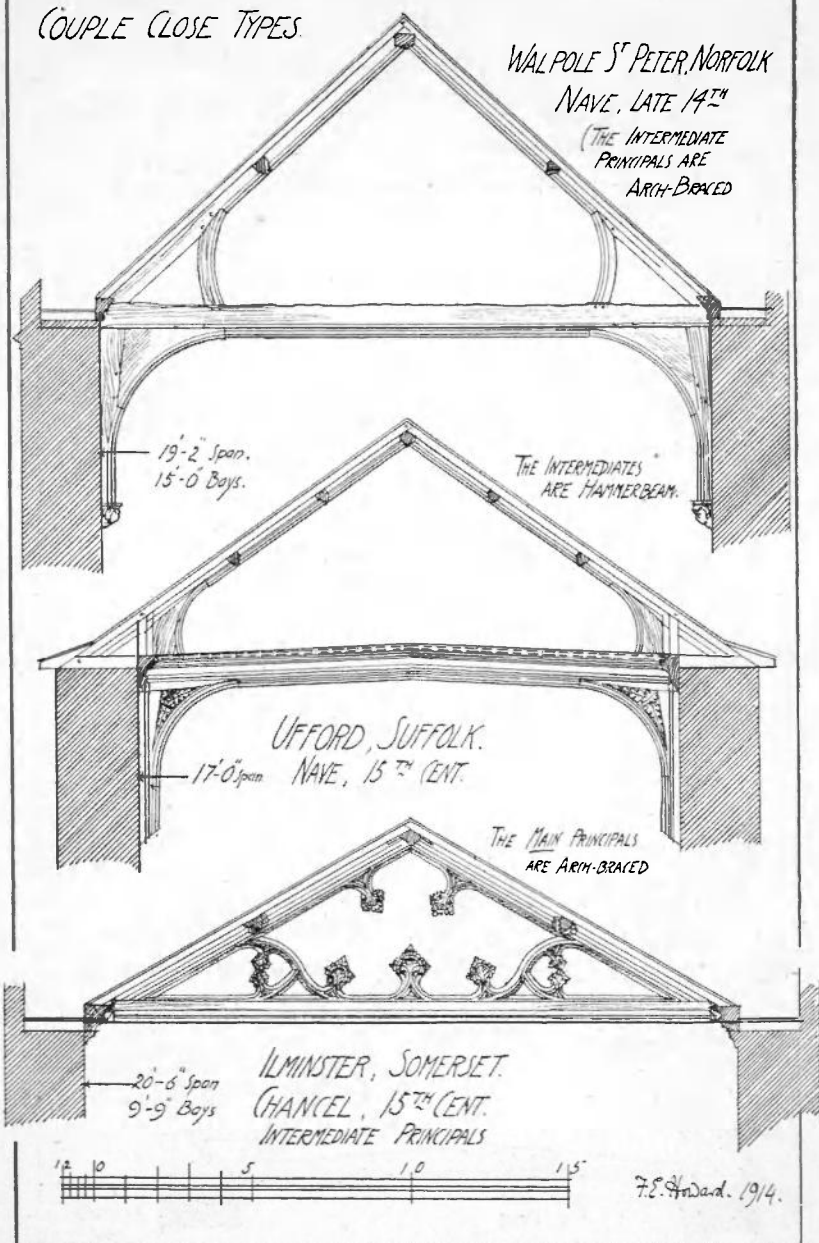 COUPLE CLOSE TYPES.
WALPOLE ST PETER, NORFOLK
NAVE, LATE 14TH
(THE INTERMEDIATE
PRINCIPALS ARE
ARCH-BRACED
19'-2" Span.
15'-0" Bays.
THE INTERMEDIATES
ARE HAMMERBEAM.
UFFORD, SUFFOLK.
17'-0" Span NAVE, 15TH CENT.
THE MAIN PRINCIPALS
ARE ARCH-BRACED
ILMINSTER, SOMERSET.
20'-6" Span
CHANCEL, 15TH CENT.
9'-9" Bays
INTERMEDIATE PRINCIPALS
12 0 5 10 15
F.E. Howard. 1914.